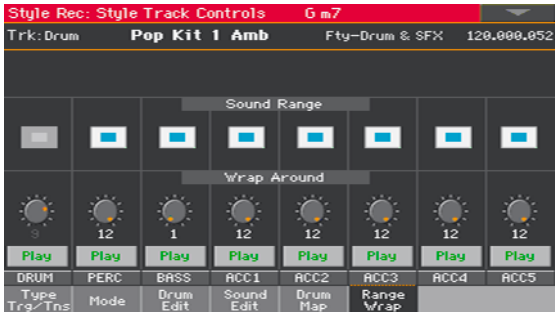 Style Rec: Style Track Controls G m7
Trk:Drum Pop Kit 1 Amb Fty-Drum & SFX 120.000.052
Sound Range
Wrap Around
9 12 1 12 12 12 12 12
Play Play Play Play Play Play Play Play
DRUM PERC BASS ACC1 ACC2 ACC3 ACC4 ACC5
Type Trg/Tns Mode Drum Edit Sound Edit Drum Map Range Wrap